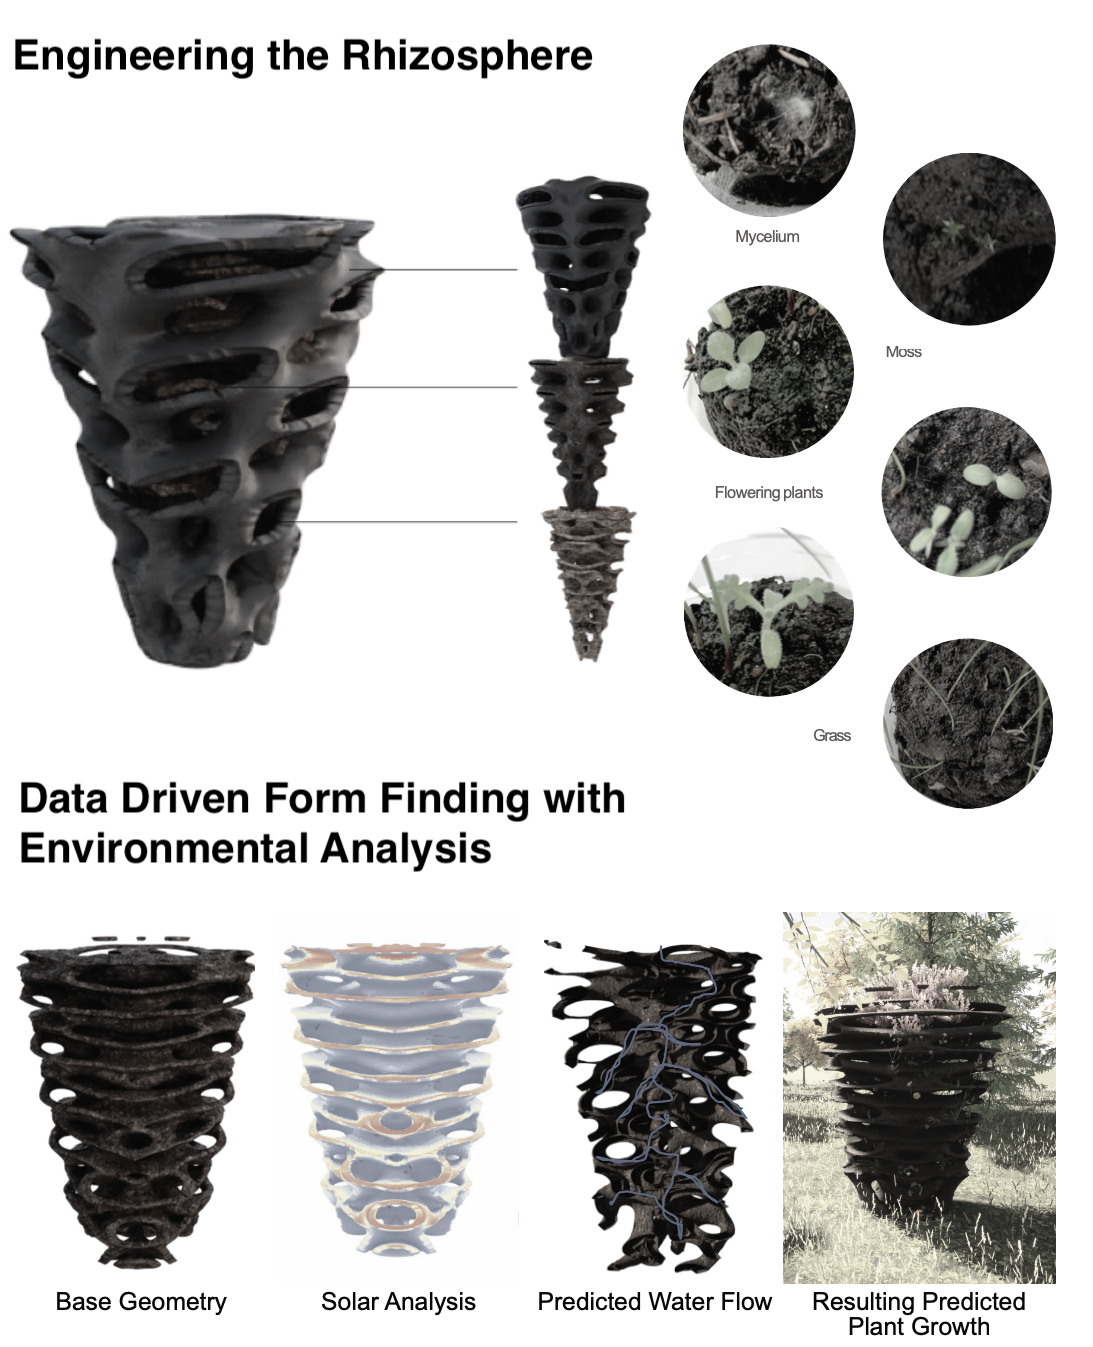 Engineering the Rhizosphere
Mycelium
Moss
Flowering plants
Grass
Data Driven Form Finding with
Environmental Analysis
Base Geometry
Solar Analysis
Predicted Water Flow
Resulting Predicted
Plant Growth